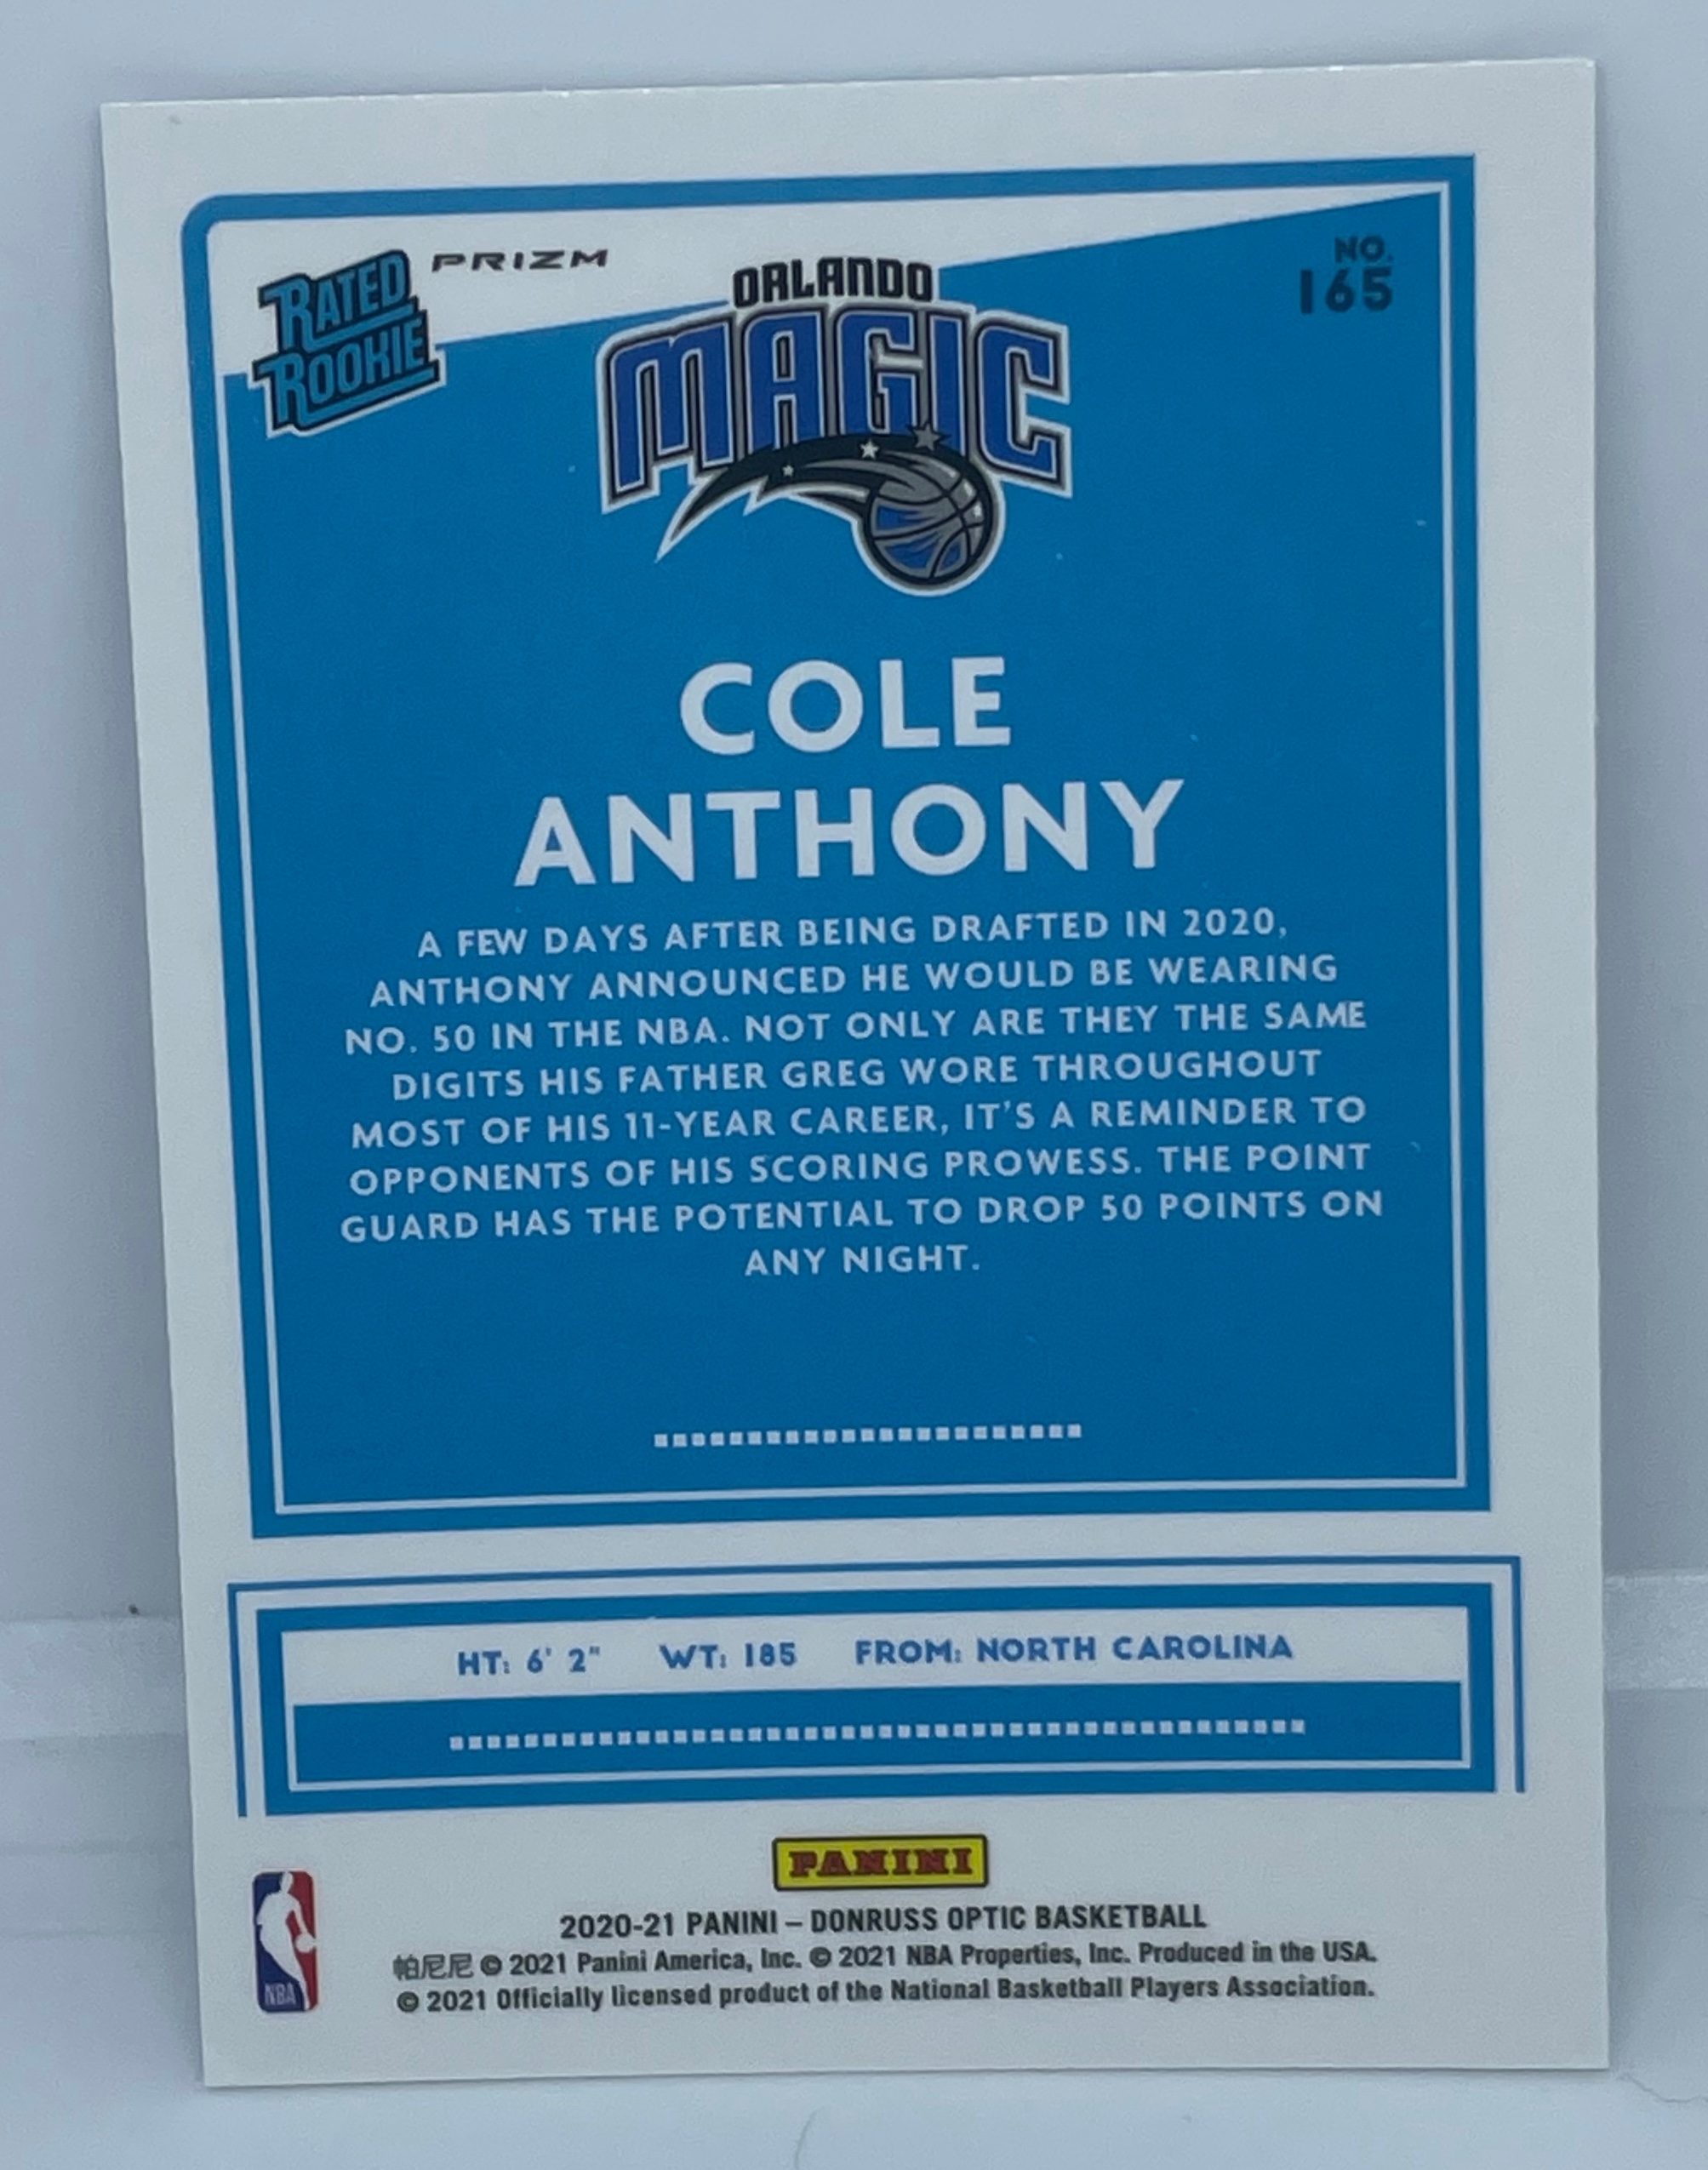 RATED
ROOKIE
PRIZM
ORLANDO
MAGIC
NO.
165
COLE
ANTHONY
A FEW DAYS AFTER BEING DRAFTED IN 2020,
ANTHONY ANNOUNCED HE WOULD BE WEARING
NO. 50 IN THE NBA. NOT ONLY ARE THEY THE SAME
DIGITS HIS FATHER GREG WORE THROUGHOUT
MOST OF HIS 11-YEAR CAREER, IT'S A REMINDER TO
OPPONENTS OF HIS SCORING PROWESS. THE POINT
GUARD HAS THE POTENTIAL TO DROP 50 POINTS ON
ANY NIGHT.
HT: 6' 2" WT: 185 FROM: NORTH CAROLINA
PANINI
NBA
2020-21 PANINI – DONRUSS OPTIC BASKETBALL
帕尼尼 © 2021 Panini America, Inc. © 2021 NBA Properties, Inc. Produced in the USA.
© 2021 Officially licensed product of the National Basketball Players Association.